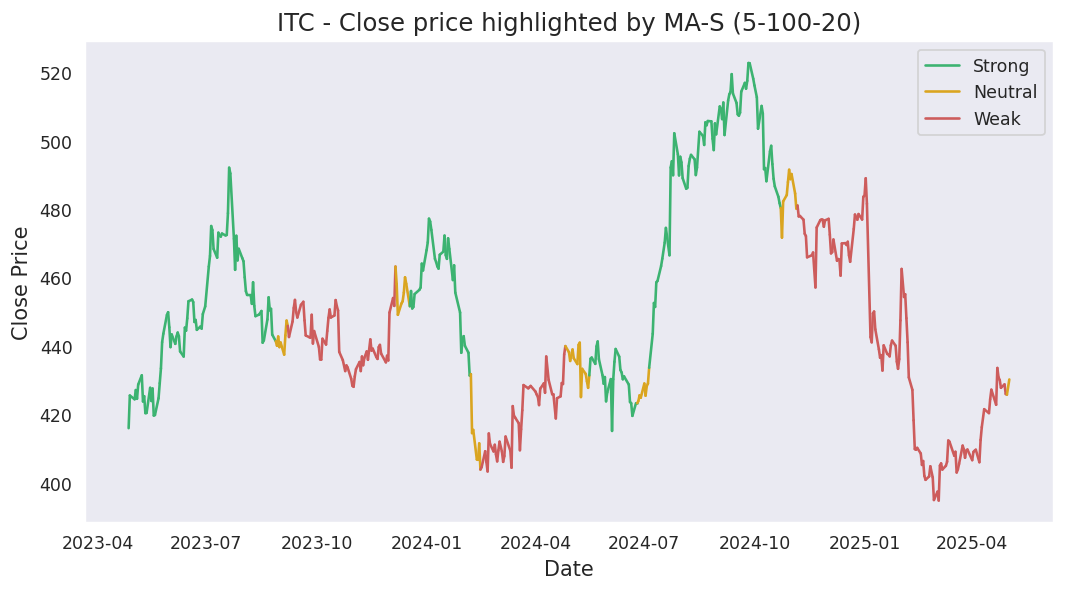 ITC - Close price highlighted by MA-S (5-100-20)
Strong
Neutral
Weak
Close Price
520
500
480
460
440
420
400
2023-04
2023-07
2023-10
2024-01
2024-04
2024-07
2024-10
2025-01
2025-04
Date